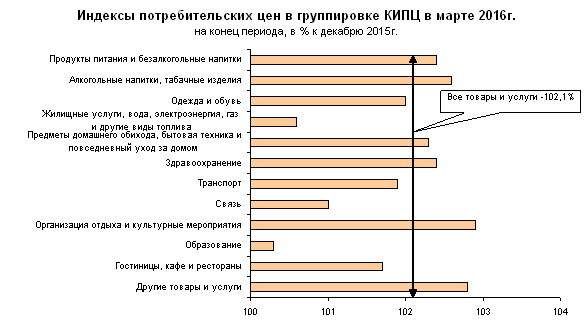 Индексы потребительских цен в группировке КИПЦ в марте 2016г.
на конец периода, в % к декабрю 2015г.
Продукты питания и безалкогольные напитки
Алкогольные напитки, табачные изделия
Одежда и обувь
Все товары и услуги -102,1%
Жилищные услуги, вода, электроэнергия, газ
и другие виды топлива
Предметы домашнего обихода, бытовая техника и
повседневный уход за домом
Здравоохранение
Транспорт
Связь
Организация отдыха и культурные мероприятия
Образование
Гостиницы, кафе и рестораны
Другие товары и услуги
100 101 102 103 104